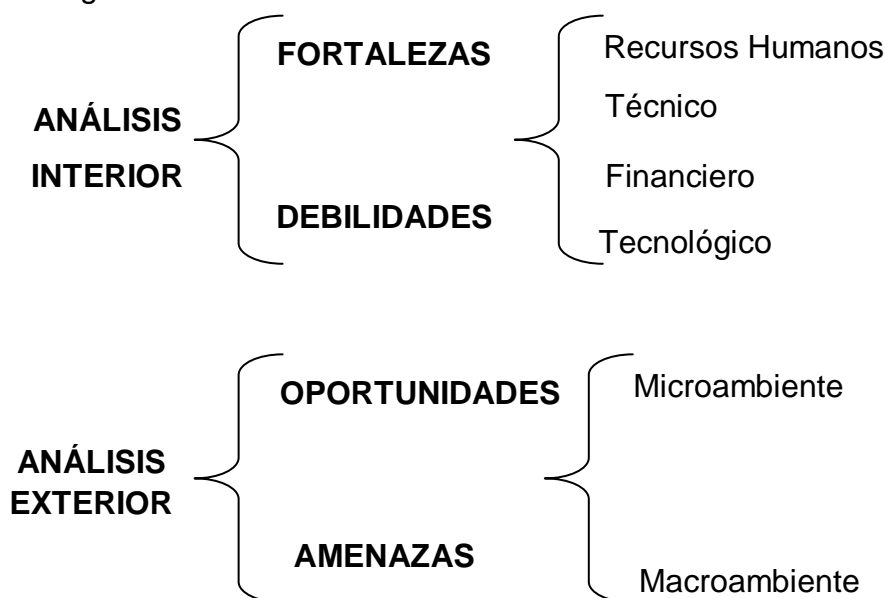 FORTALEZAS
Recursos Humanos
Técnico
ANÁLISIS
INTERIOR
Financiero
DEBILIDADES
Tecnológico
OPORTUNIDADES
Microambiente
ANÁLISIS
EXTERIOR
AMENAZAS
Macroambiente